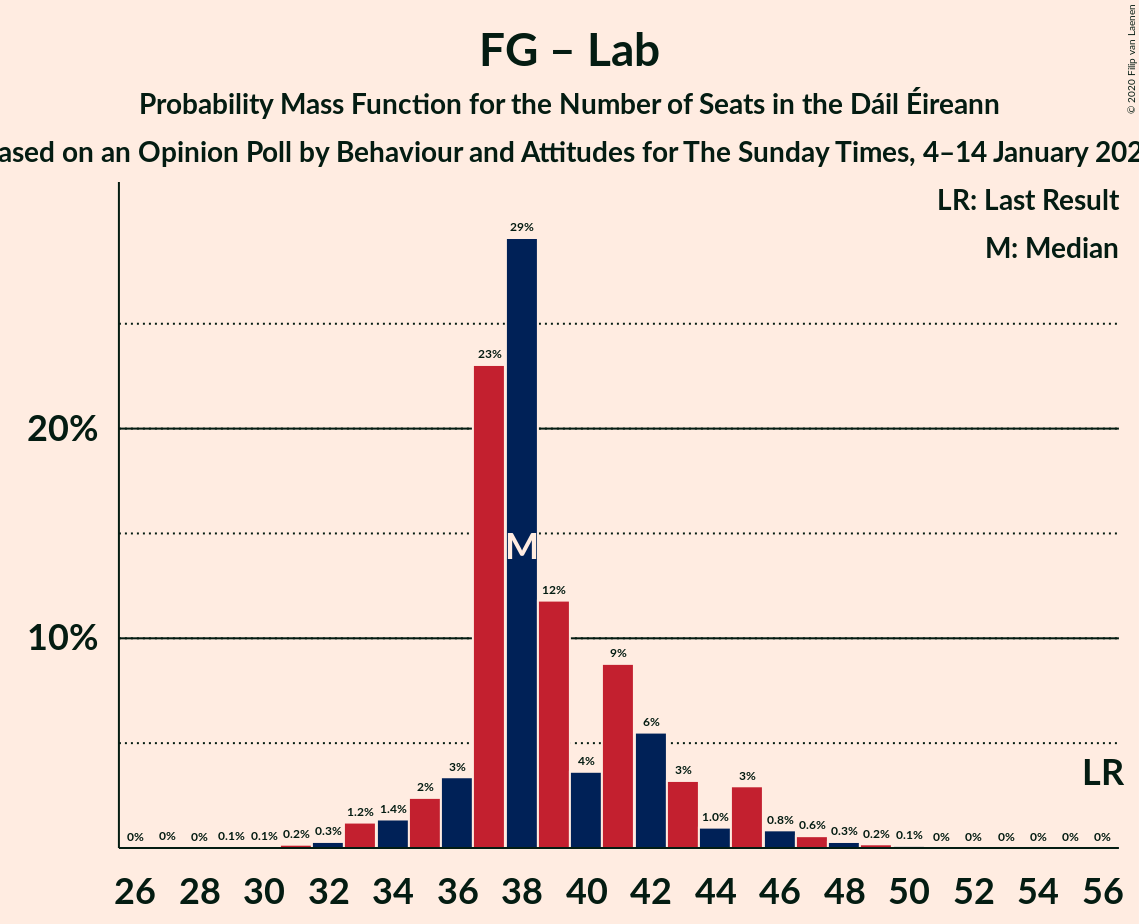 FG – Lab
Probability Mass Function for the Number of Seats in the Dáil Éireann
ased on an Opinion Poll by Behaviour and Attitudes for The Sunday Times, 4–14 January 202
© 2020 Filip van Laenen
LR: Last Result
M: Median
29%
23%
20%
M
12%
10%
9%
6%
4%
3%
3%
3%
LR
2%
1.2%
1.4%
1.0%
0.8%
0% 0% 0% 0.1% 0.1% 0.2% 0.3% 0.6% 0.3% 0.2% 0.1% 0% 0% 0% 0% 0% 0%
26 28 30 32 34 36 38 40 42 44 46 48 50 52 54 56